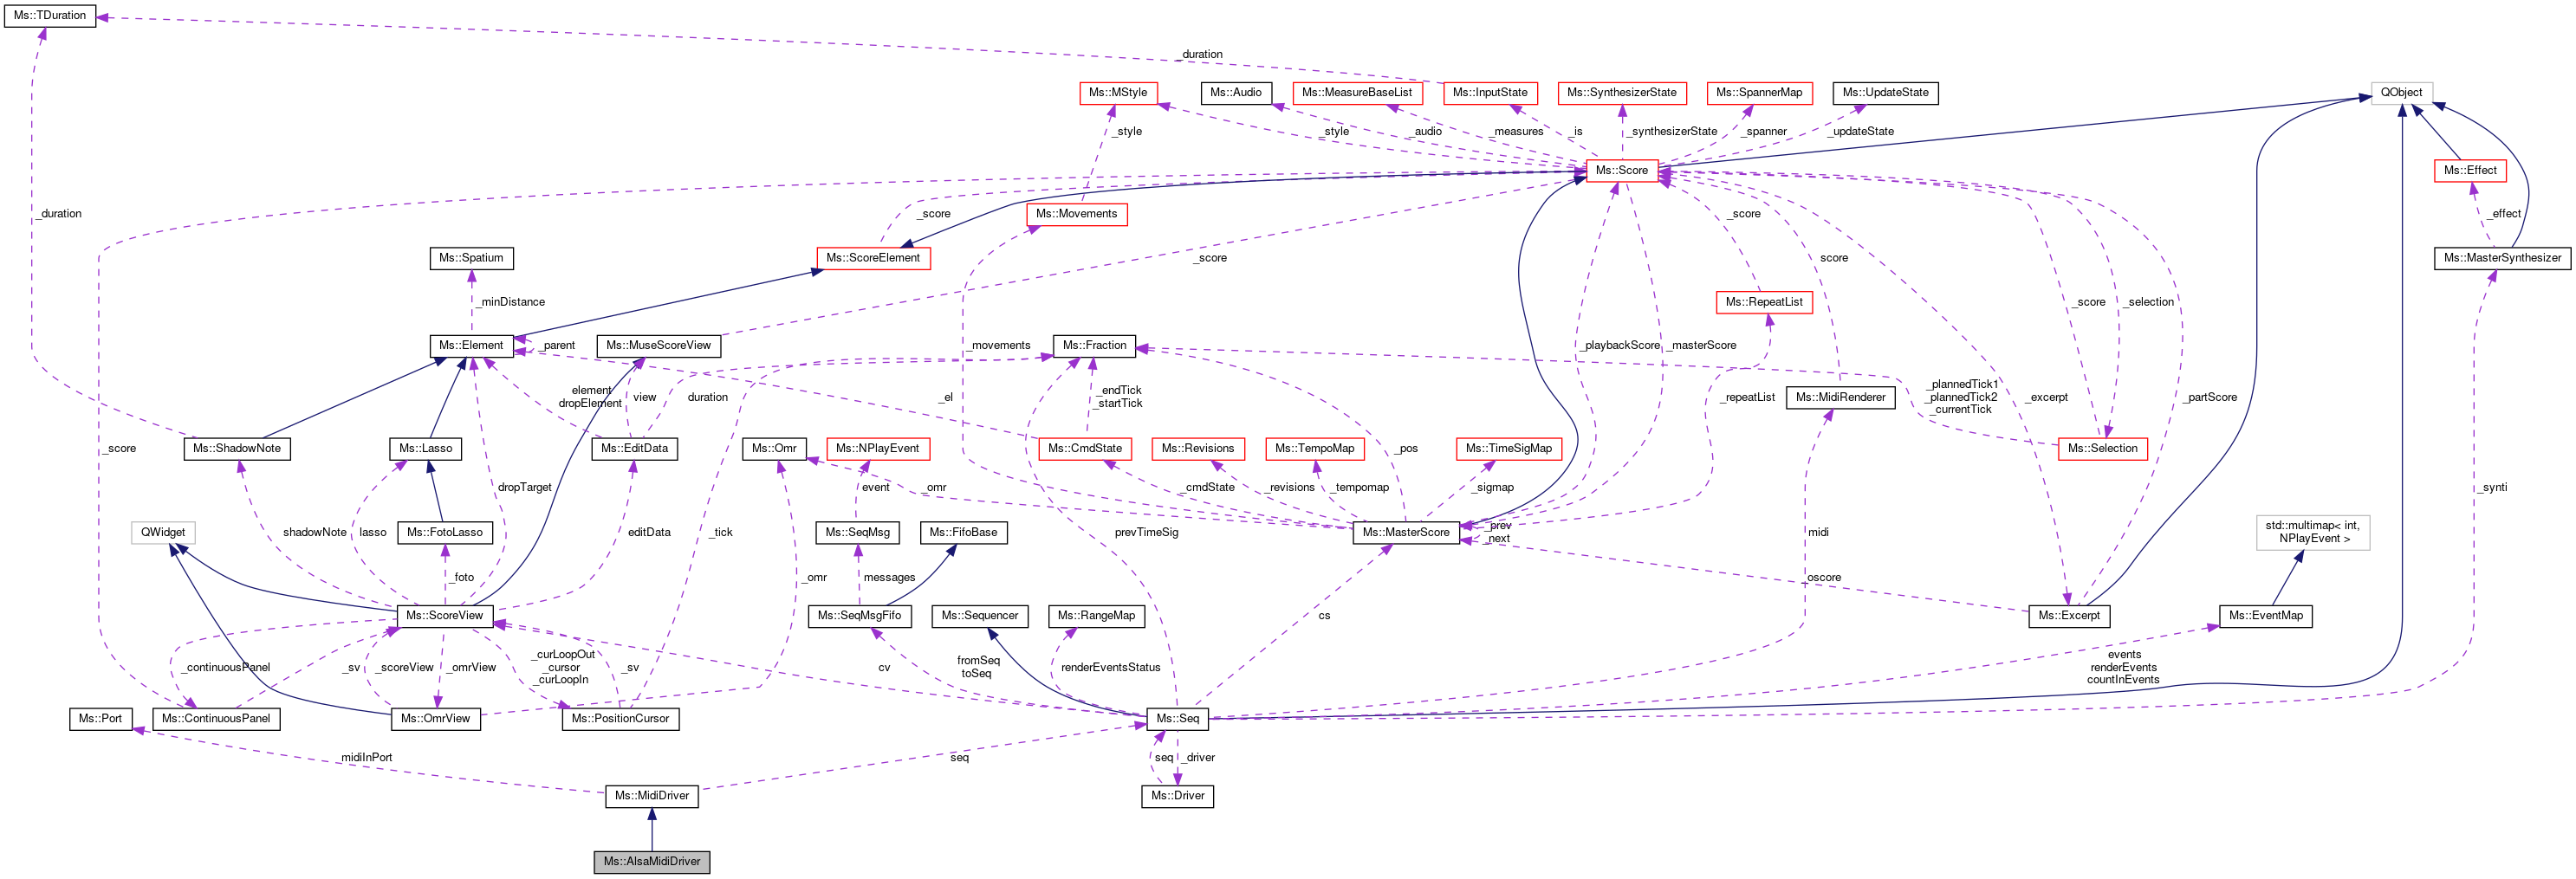 Ms::TDuration
_duration
Ms::MStyle
Ms::Audio
Ms::MeasureBaseList
Ms::InputState
Ms::SynthesizerState
Ms::SpannerMap
Ms::UpdateState
QObject
_style
_style
_audio
_measures
_is
_synthesizerState
_spanner
_updateState
Ms::Score
Ms::Effect
_duration
Ms::Movements
_score
_score
_effect
Ms::Spatium
Ms::ScoreElement
_score
Ms::MasterSynthesizer
score
_minDistance
Ms::RepeatList
_score
_selection
Ms::Element
_parent
Ms::MuseScoreView
Ms::Fraction
_movements
_playbackScore
_masterScore
element
dropElement
view
duration
_el
_endTick
_startTick
_repeatList
Ms::MidiRenderer
_plannedTick1
_plannedTick2
_currentTick
_excerpt
_partScore
_score
Ms::ShadowNote
Ms::Lasso
Ms::EditData
Ms::Omr
Ms::NPlayEvent
Ms::CmdState
Ms::Revisions
Ms::TempoMap
Ms::TimeSigMap
_pos
Ms::Selection
dropTarget
event
_omr
_cmdState
_revisions
_tempomap
_sigmap
_synti
QWidget
shadowNote
lasso
Ms::FotoLasso
editData
_tick
Ms::SeqMsg
Ms::FifoBase
prevTimeSig
Ms::MasterScore
_prev
_next
midi
std::multimap< int,
NPlayEvent >
_foto
_omr
messages
_oscore
Ms::ScoreView
Ms::SeqMsgFifo
Ms::Sequencer
Ms::RangeMap
cs
Ms::Excerpt
Ms::EventMap
_continuousPanel
_sv
_scoreView
_omrView
_curLoopOut
_cursor
_curLoopIn
_sv
cv
fromSeq
toSeq
renderEventsStatus
events
renderEvents
countInEvents
Ms::Port
Ms::ContinuousPanel
Ms::OmrView
Ms::PositionCursor
Ms::Seq
midiInPort
seq
seq
_driver
Ms::MidiDriver
Ms::Driver
Ms::AlsaMidiDriver